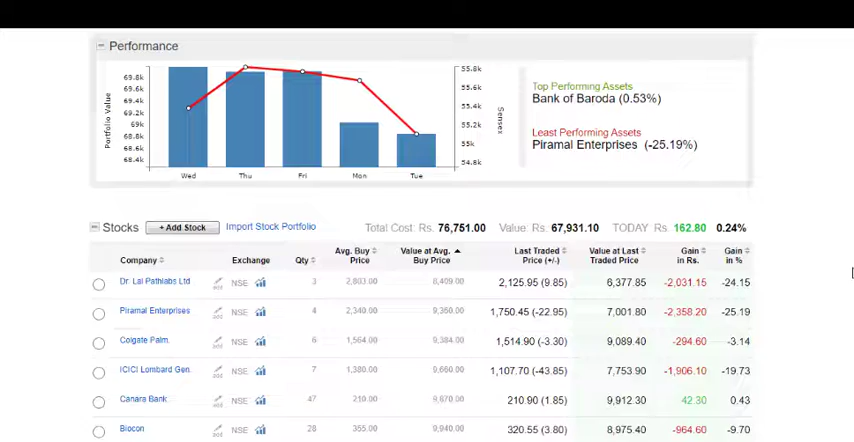 Performance
69.8k
69.6k
69.4k
69.2k
69k
68.8k
68.6k
68.4k
Portfolio Value
Wed Thu Fri Mon Tue
55.8k
55.6k
55.4k
55.2k
55k
54.8k
Sensex
Top Performing Assets
Bank of Baroda (0.53%)
Least Performing Assets
Piramal Enterprises (-25.19%)
Stocks + Add Stock Import Stock Portfolio Total Cost: Rs. 76,751.00 Value: Rs. 67,931.10 TODAY Rs. 162.80 0.24%
Company Exchange Qty Avg. Buy Price Value at Avg. Buy Price Last Traded Price (+/-) Value at Last Traded Price Gain in Rs. Gain in %
Dr. Lal Pathlabs Ltd add NSE 3 2,803.00 8,409.00 2,125.95 (9.85) 6,377.85 -2,031.15 -24.15
Piramal Enterprises add NSE 4 2,340.00 9,360.00 1,750.45 (-22.95) 7,001.80 -2,358.20 -25.19
Colgate Palm. add NSE 6 1,564.00 9,384.00 1,514.90 (-3.30) 9,089.40 -294.60 -3.14
ICICI Lombard Gen. add NSE 7 1,380.00 9,660.00 1,107.70 (-43.85) 7,753.90 -1,906.10 -19.73
Canara Bank add NSE 47 210.00 9,870.00 210.90 (1.85) 9,912.30 42.30 0.43
Biocon add NSE 28 355.00 9,940.00 320.55 (3.80) 8,975.40 -964.60 -9.70